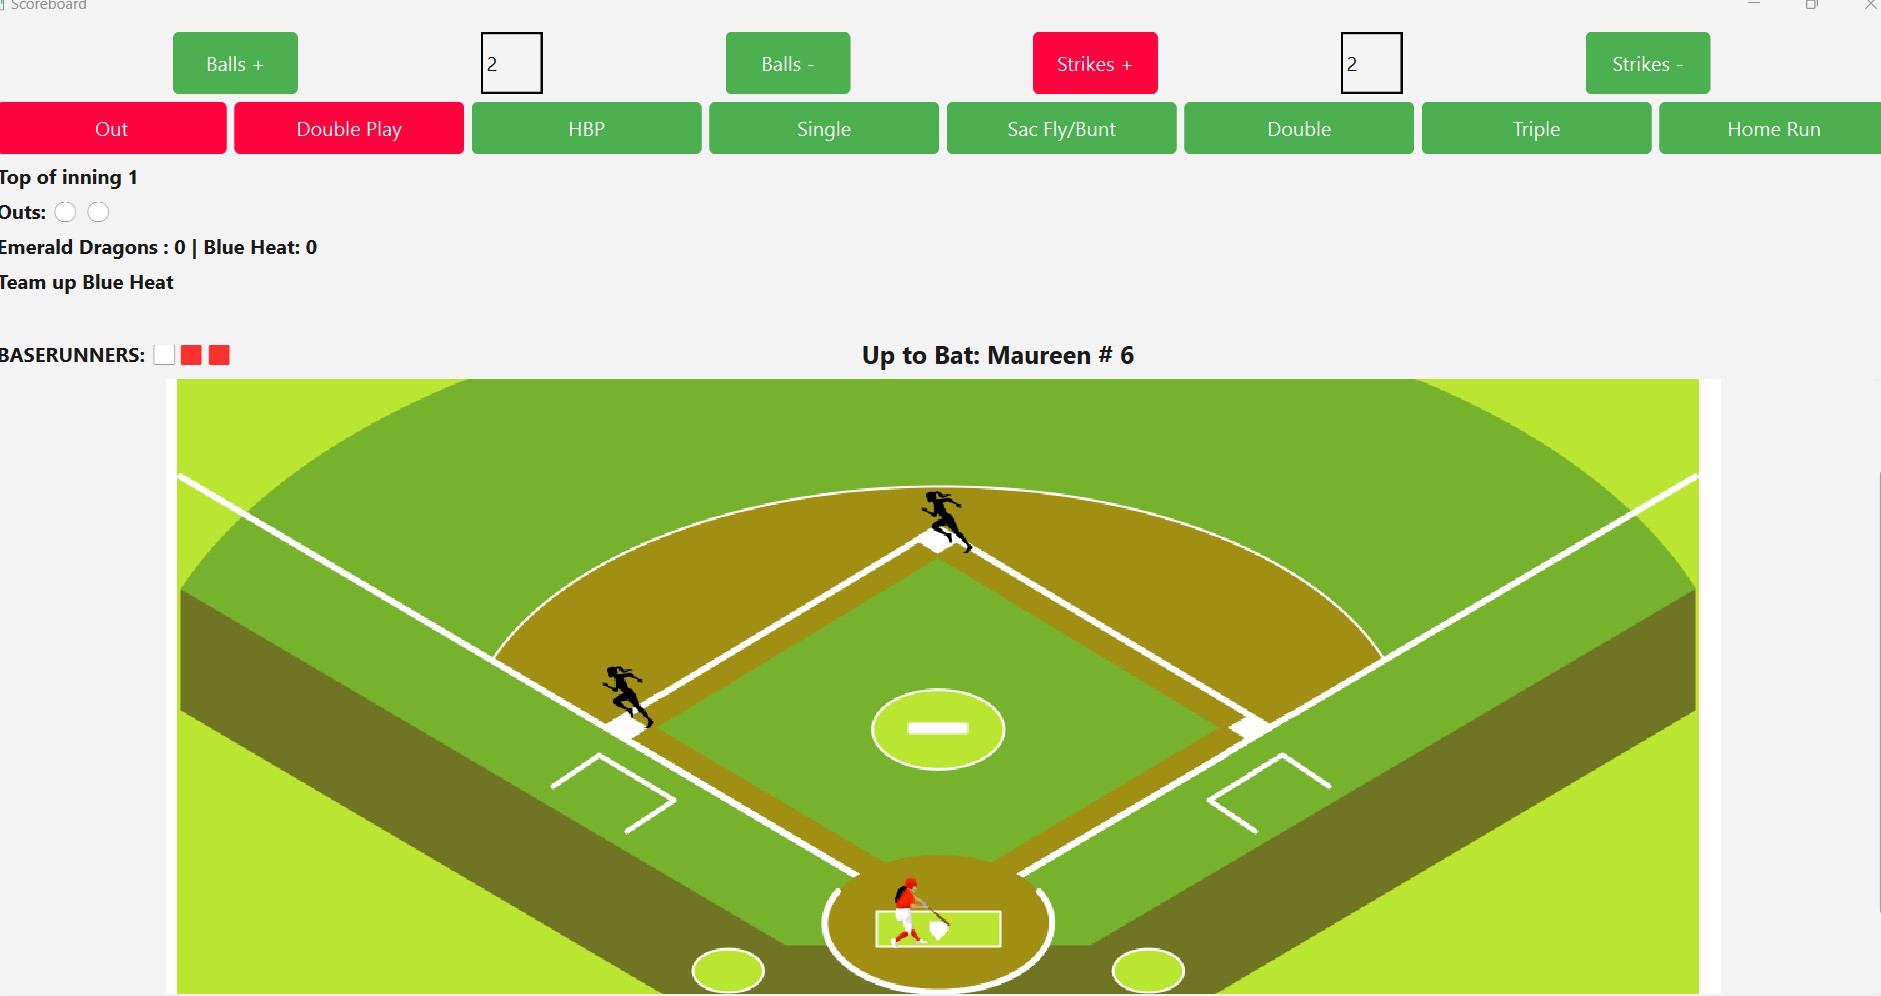 Scoreboard
Balls + 2 Balls - Strikes + 2 Strikes -
Out Double Play HBP Single Sac Fly/Bunt Double Triple Home Run
Top of inning 1
Outs:
Emerald Dragons : 0 | Blue Heat: 0
Team up Blue Heat
BASERUNNERS: Up to Bat: Maureen # 6